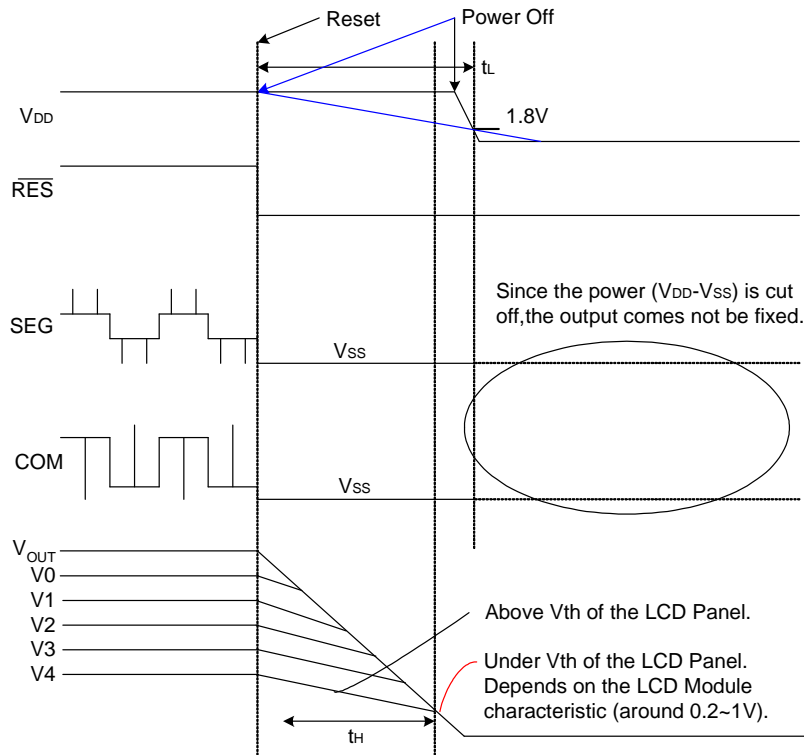 Reset
Power Off
tL
VDD
1.8V
RES
Since the power (VDD-VSS) is cut
off,the output comes not be fixed.
SEG
VSS
COM
VSS
VOUT
V0
V1
V2
V3
V4
Above Vth of the LCD Panel.
Under Vth of the LCD Panel.
Depends on the LCD Module
characteristic (around 0.2~1V).
tH